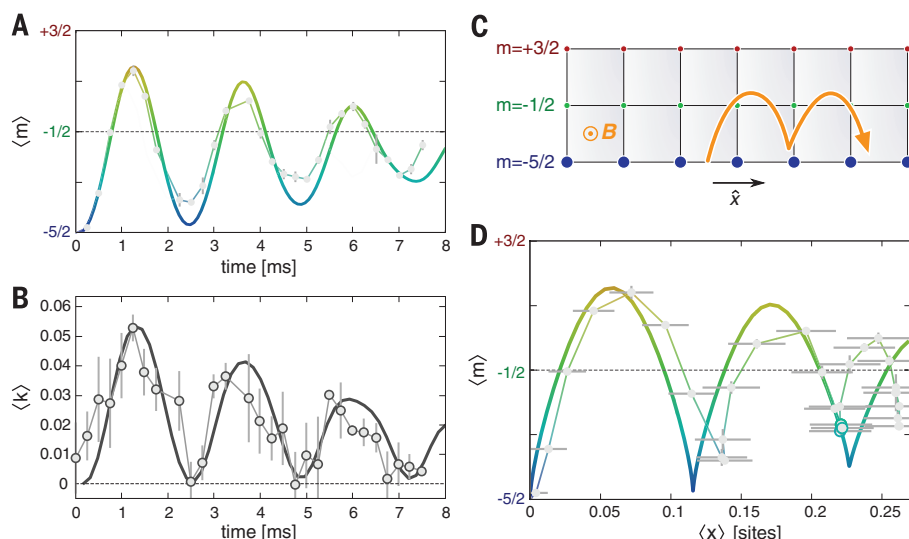 A
+3/2
⟨m⟩
-1/2
-5/2
0 1 2 3 4 5 6 7 8
time [ms]
B
0.06
0.05
0.04
⟨k⟩
0.03
0.02
0.01
0
0 1 2 3 4 5 6 7 8
time [ms]
C
m=+3/2
m=-1/2
B
m=-5/2
x̂
D
+3/2
⟨m⟩
-1/2
-5/2
0 0.05 0.1 0.15 0.2 0.25
⟨x⟩ [sites]